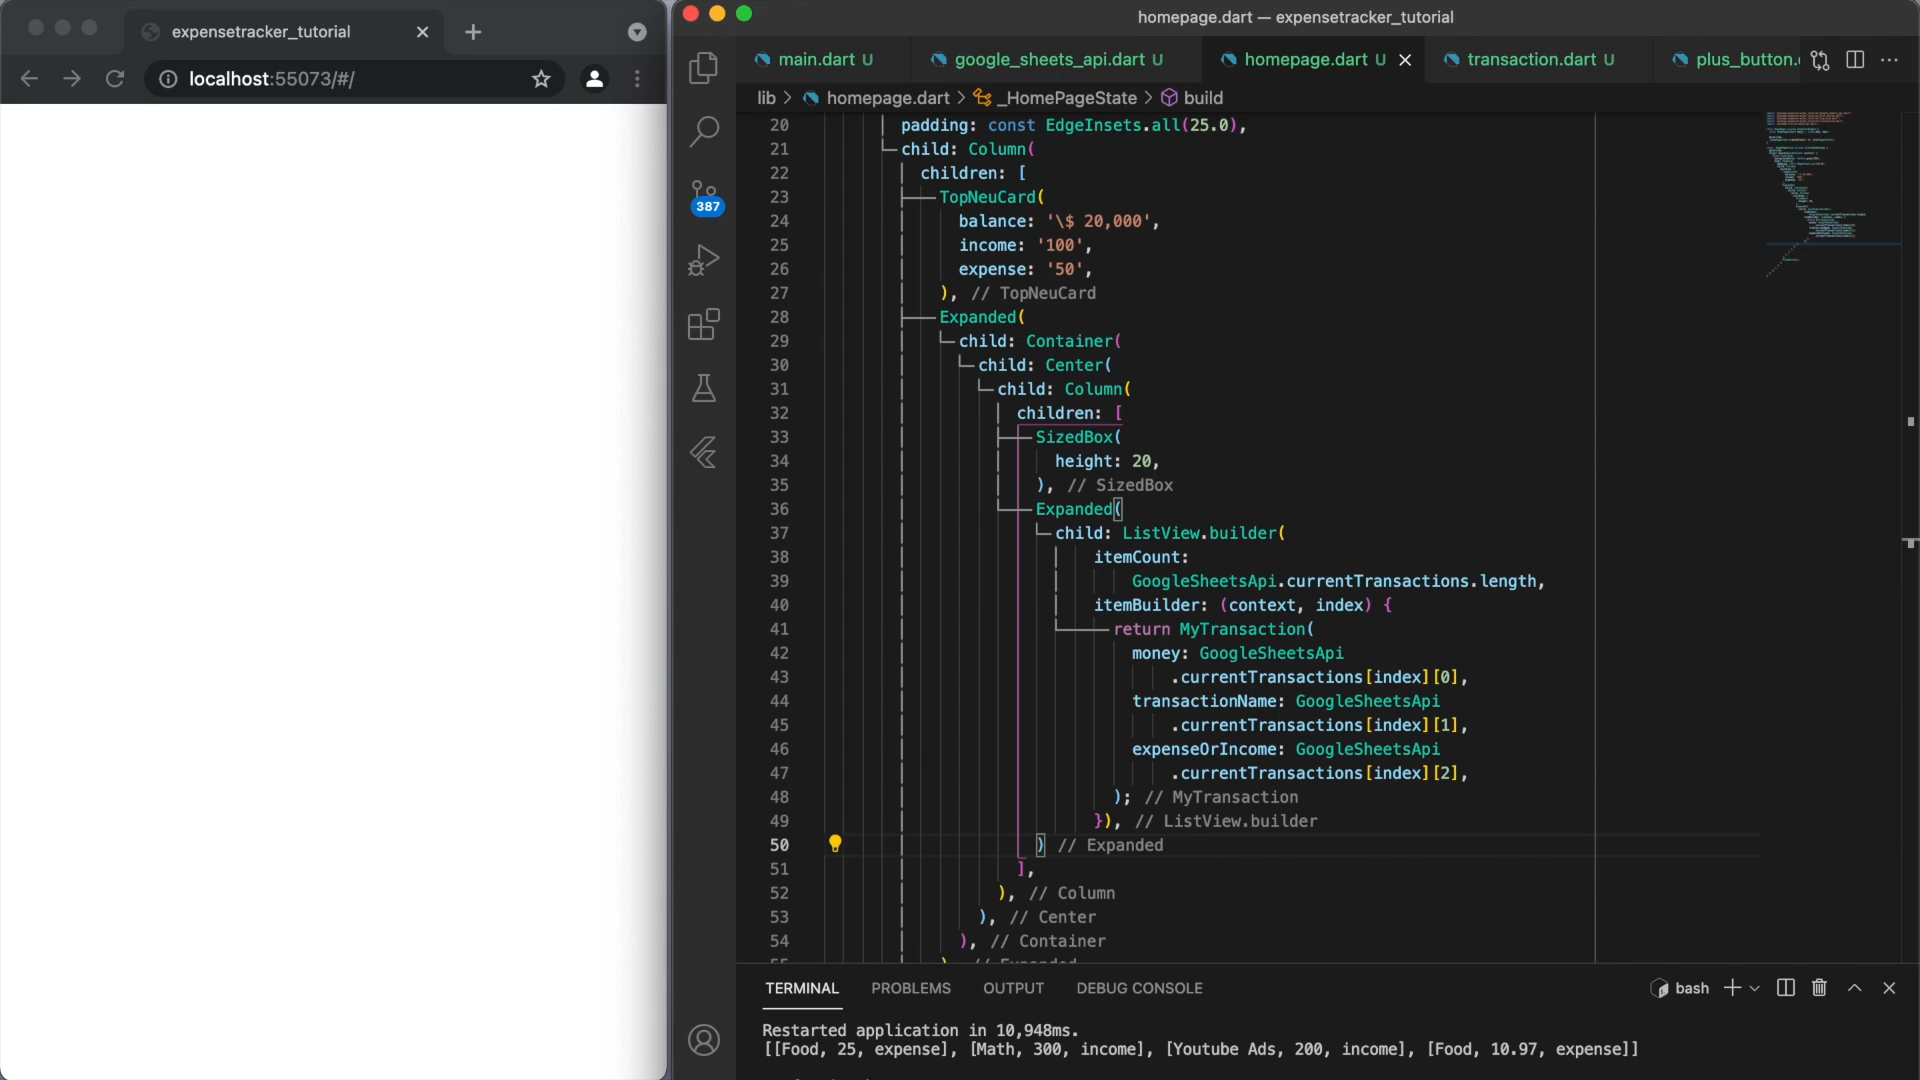 expensetracker_tutorial
localhost:55073/#/
homepage.dart — expensetracker_tutorial
main.dart U
google_sheets_api.dart U
homepage.dart U
transaction.dart U
plus_button.
lib > homepage.dart > _HomePageState > build
387
20 padding: const EdgeInsets.all(25.0),
21 child: Column(
22 children: [
23 TopNeuCard(
24 balance: '\$ 20,000',
25 income: '100',
26 expense: '50',
27 ), // TopNeuCard
28 Expanded(
29 child: Container(
30 child: Center(
31 child: Column(
32 children: [
33 SizedBox(
34 height: 20,
35 ), // SizedBox
36 Expanded(
37 child: ListView.builder(
38 itemCount:
39 GoogleSheetsApi.currentTransactions.length,
40 itemBuilder: (context, index) {
41 return MyTransaction(
42 money: GoogleSheetsApi
43 .currentTransactions[index][0],
44 transactionName: GoogleSheetsApi
45 .currentTransactions[index][1],
46 expenseOrIncome: GoogleSheetsApi
47 .currentTransactions[index][2],
48 ); // MyTransaction
49 }), // ListView.builder
50 ) // Expanded
51 ],
52 ), // Column
53 ), // Center
54 ), // Container
55 ), // Expanded
TERMINAL PROBLEMS OUTPUT DEBUG CONSOLE
bash
Restarted application in 10,948ms.
[[Food, 25, expense], [Math, 300, income], [Youtube Ads, 200, income], [Food, 10.97, expense]]